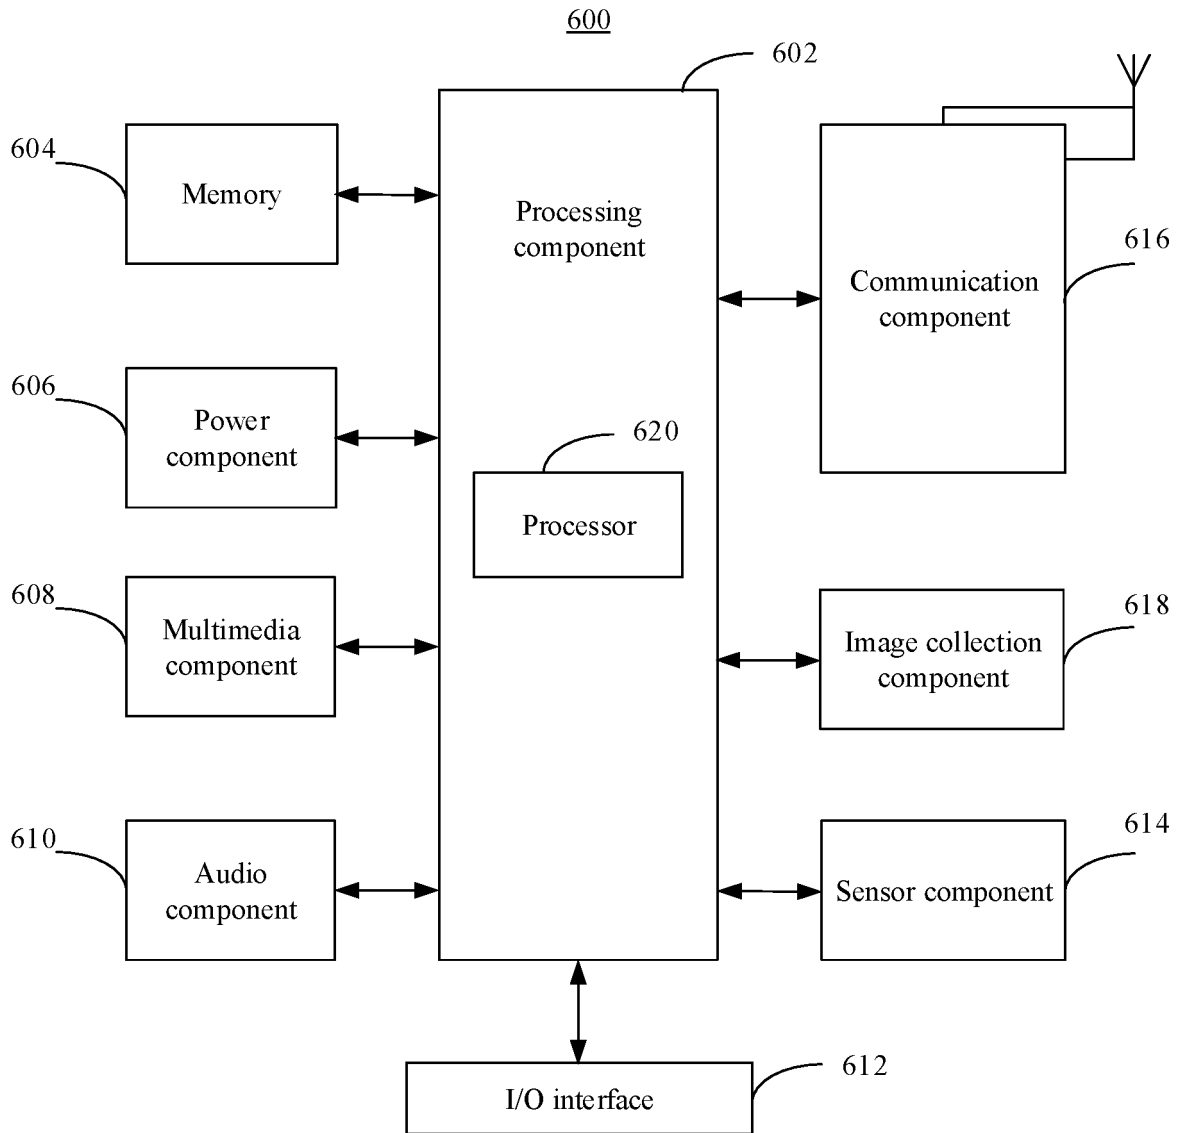 600
602
604
Memory
Processing
component
616
Communication
component
606
Power
component
620
Processor
608
Multimedia
component
618
Image collection
component
610
Audio
component
614
Sensor component
612
I/O interface